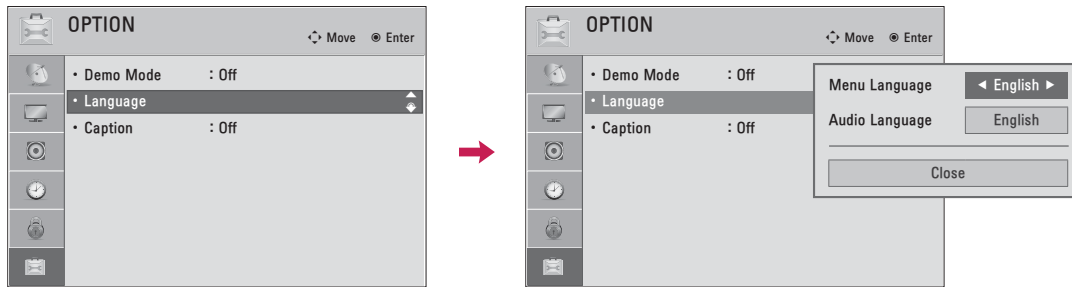 OPTION
Move Enter
• Demo Mode : Off
• Language
• Caption : Off
OPTION
Move Enter
• Demo Mode : Off
• Language
• Caption : Off
Menu Language ◄ English ►
Audio Language English
Close